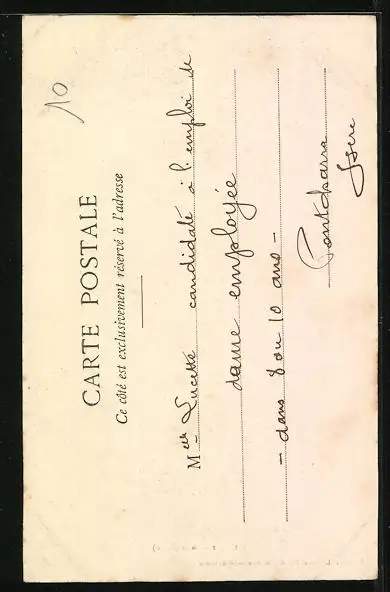 10
CARTE POSTALE
Ce côté est exclusivement réservé à l'adresse
Melle Lucette candidate à l'emploi de
dame employée
- dans 8 ou 10 ans -
Pontcharra
Isère